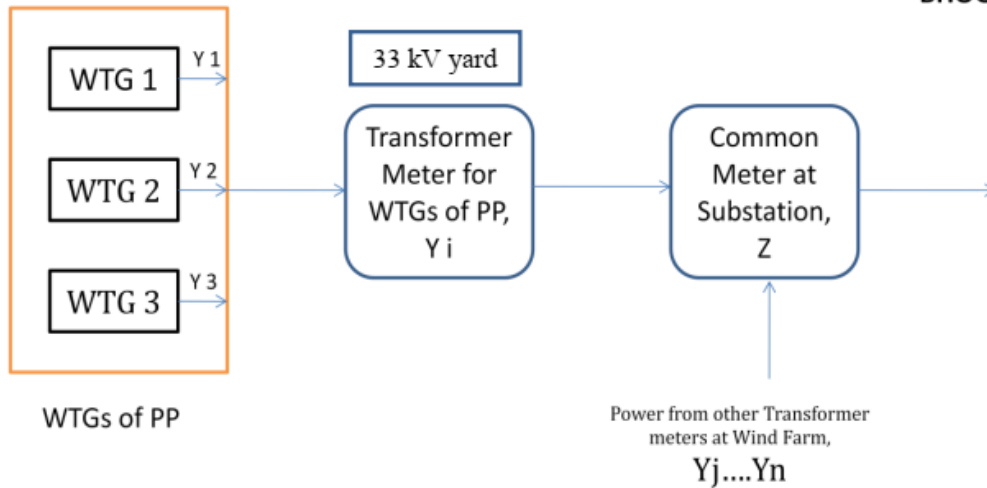 WTG 1
Y 1
WTG 2
Y 2
WTG 3
Y 3
WTGs of PP
33 kV yard
Transformer
Meter for
WTGs of PP,
Y i
Common
Meter at
Substation,
Z
Power from other Transformer
meters at Wind Farm,
Yj....Yn